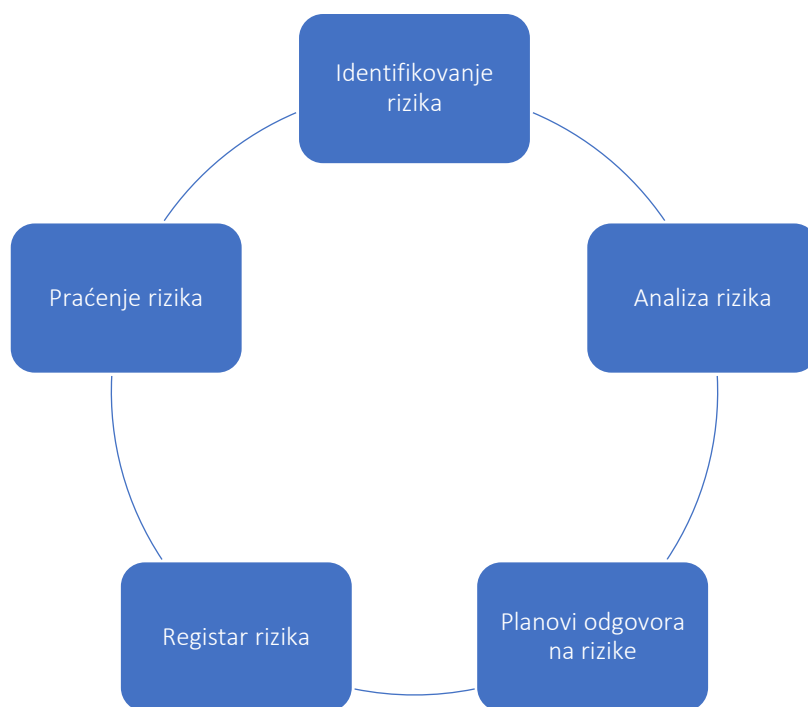 Identifikovanje
rizika
Praćenje rizika
Analiza rizika
Registar rizika
Planovi odgovora
na rizike